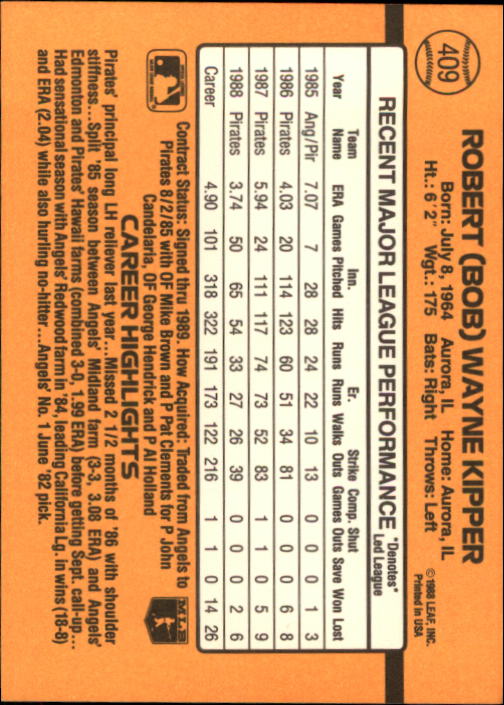 409
ROBERT (BOB) WAYNE KIPPER
Born: July 8, 1964 Aurora, IL Home: Aurora, IL
Ht.: 6' 2" Wgt.: 175 Bats: Right Throws: Left
©1988 LEAF, INC.
Printed in USA
RECENT MAJOR LEAGUE PERFORMANCE *Denotes*
Led League
Year Team Name ERA Games Inn. Pitched Hits Runs Er. Runs Walks Strike Outs Comp. Games Shut Outs Save Won Lost
1985 Ang/Pir 7.07 7 28 28 24 22 10 13 0 0 0 1 3
1986 Pirates 4.03 20 114 123 60 51 34 81 0 0 0 6 8
1987 Pirates 5.94 24 111 117 74 73 52 83 1 1 0 5 9
1988 Pirates 3.74 50 65 54 33 27 26 39 0 0 0 2 6
Career 4.90 101 318 322 191 173 122 216 1 1 0 14 26
Contract Status: Signed thru 1989. How Acquired: Traded from Angels to
Pirates 8/2/85 with OF Mike Brown and P Pat Clements for P John
Candelaria, OF George Hendrick and P Al Holland
MLB
CAREER HIGHLIGHTS
Pirates' principal long LH reliever last year...Missed 2 1/2 months of '86 with shoulder
stiffness....Split '85 season between Angels' Midland farm (3-3, 3.08 ERA) and Angels'
Edmonton and Pirates' Hawaii farms (combined 3-0, 1.99 ERA) before getting Sept. call-up...
Had sensational season with Angels' Redwood farm in '84, leading California Lg. in wins (18-8)
and ERA (2.04) while also hurling no-hitter...Angels' No. 1 June '82 pick.